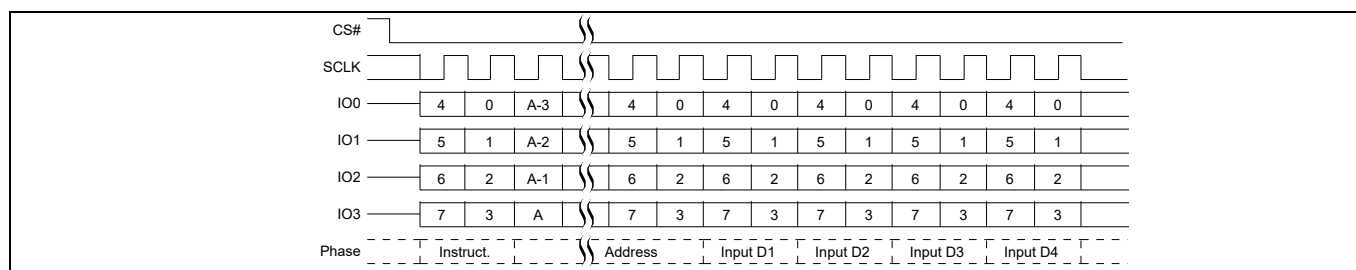 CS#
SCLK
IO0 4 0 A-3 4 0 4 0 4 0 4 0 4 0
IO1 5 1 A-2 5 1 5 1 5 1 5 1 5 1
IO2 6 2 A-1 6 2 6 2 6 2 6 2 6 2
IO3 7 3 A 7 3 7 3 7 3 7 3 7 3
Phase Instruct. Address Input D1 Input D2 Input D3 Input D4